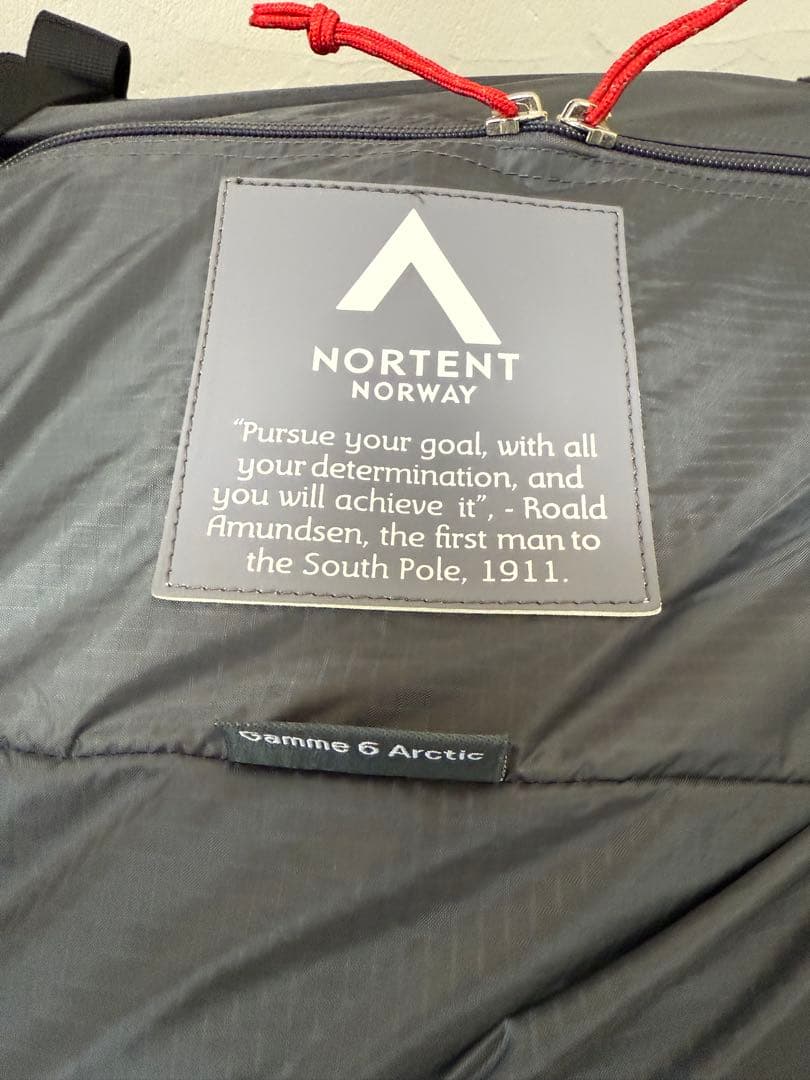 NORTENT
NORWAY
“Pursue your goal, with all
your determination, and
you will achieve it”, - Roald
Amundsen, the first man to
the South Pole, 1911.
Gamme 6 Arctic